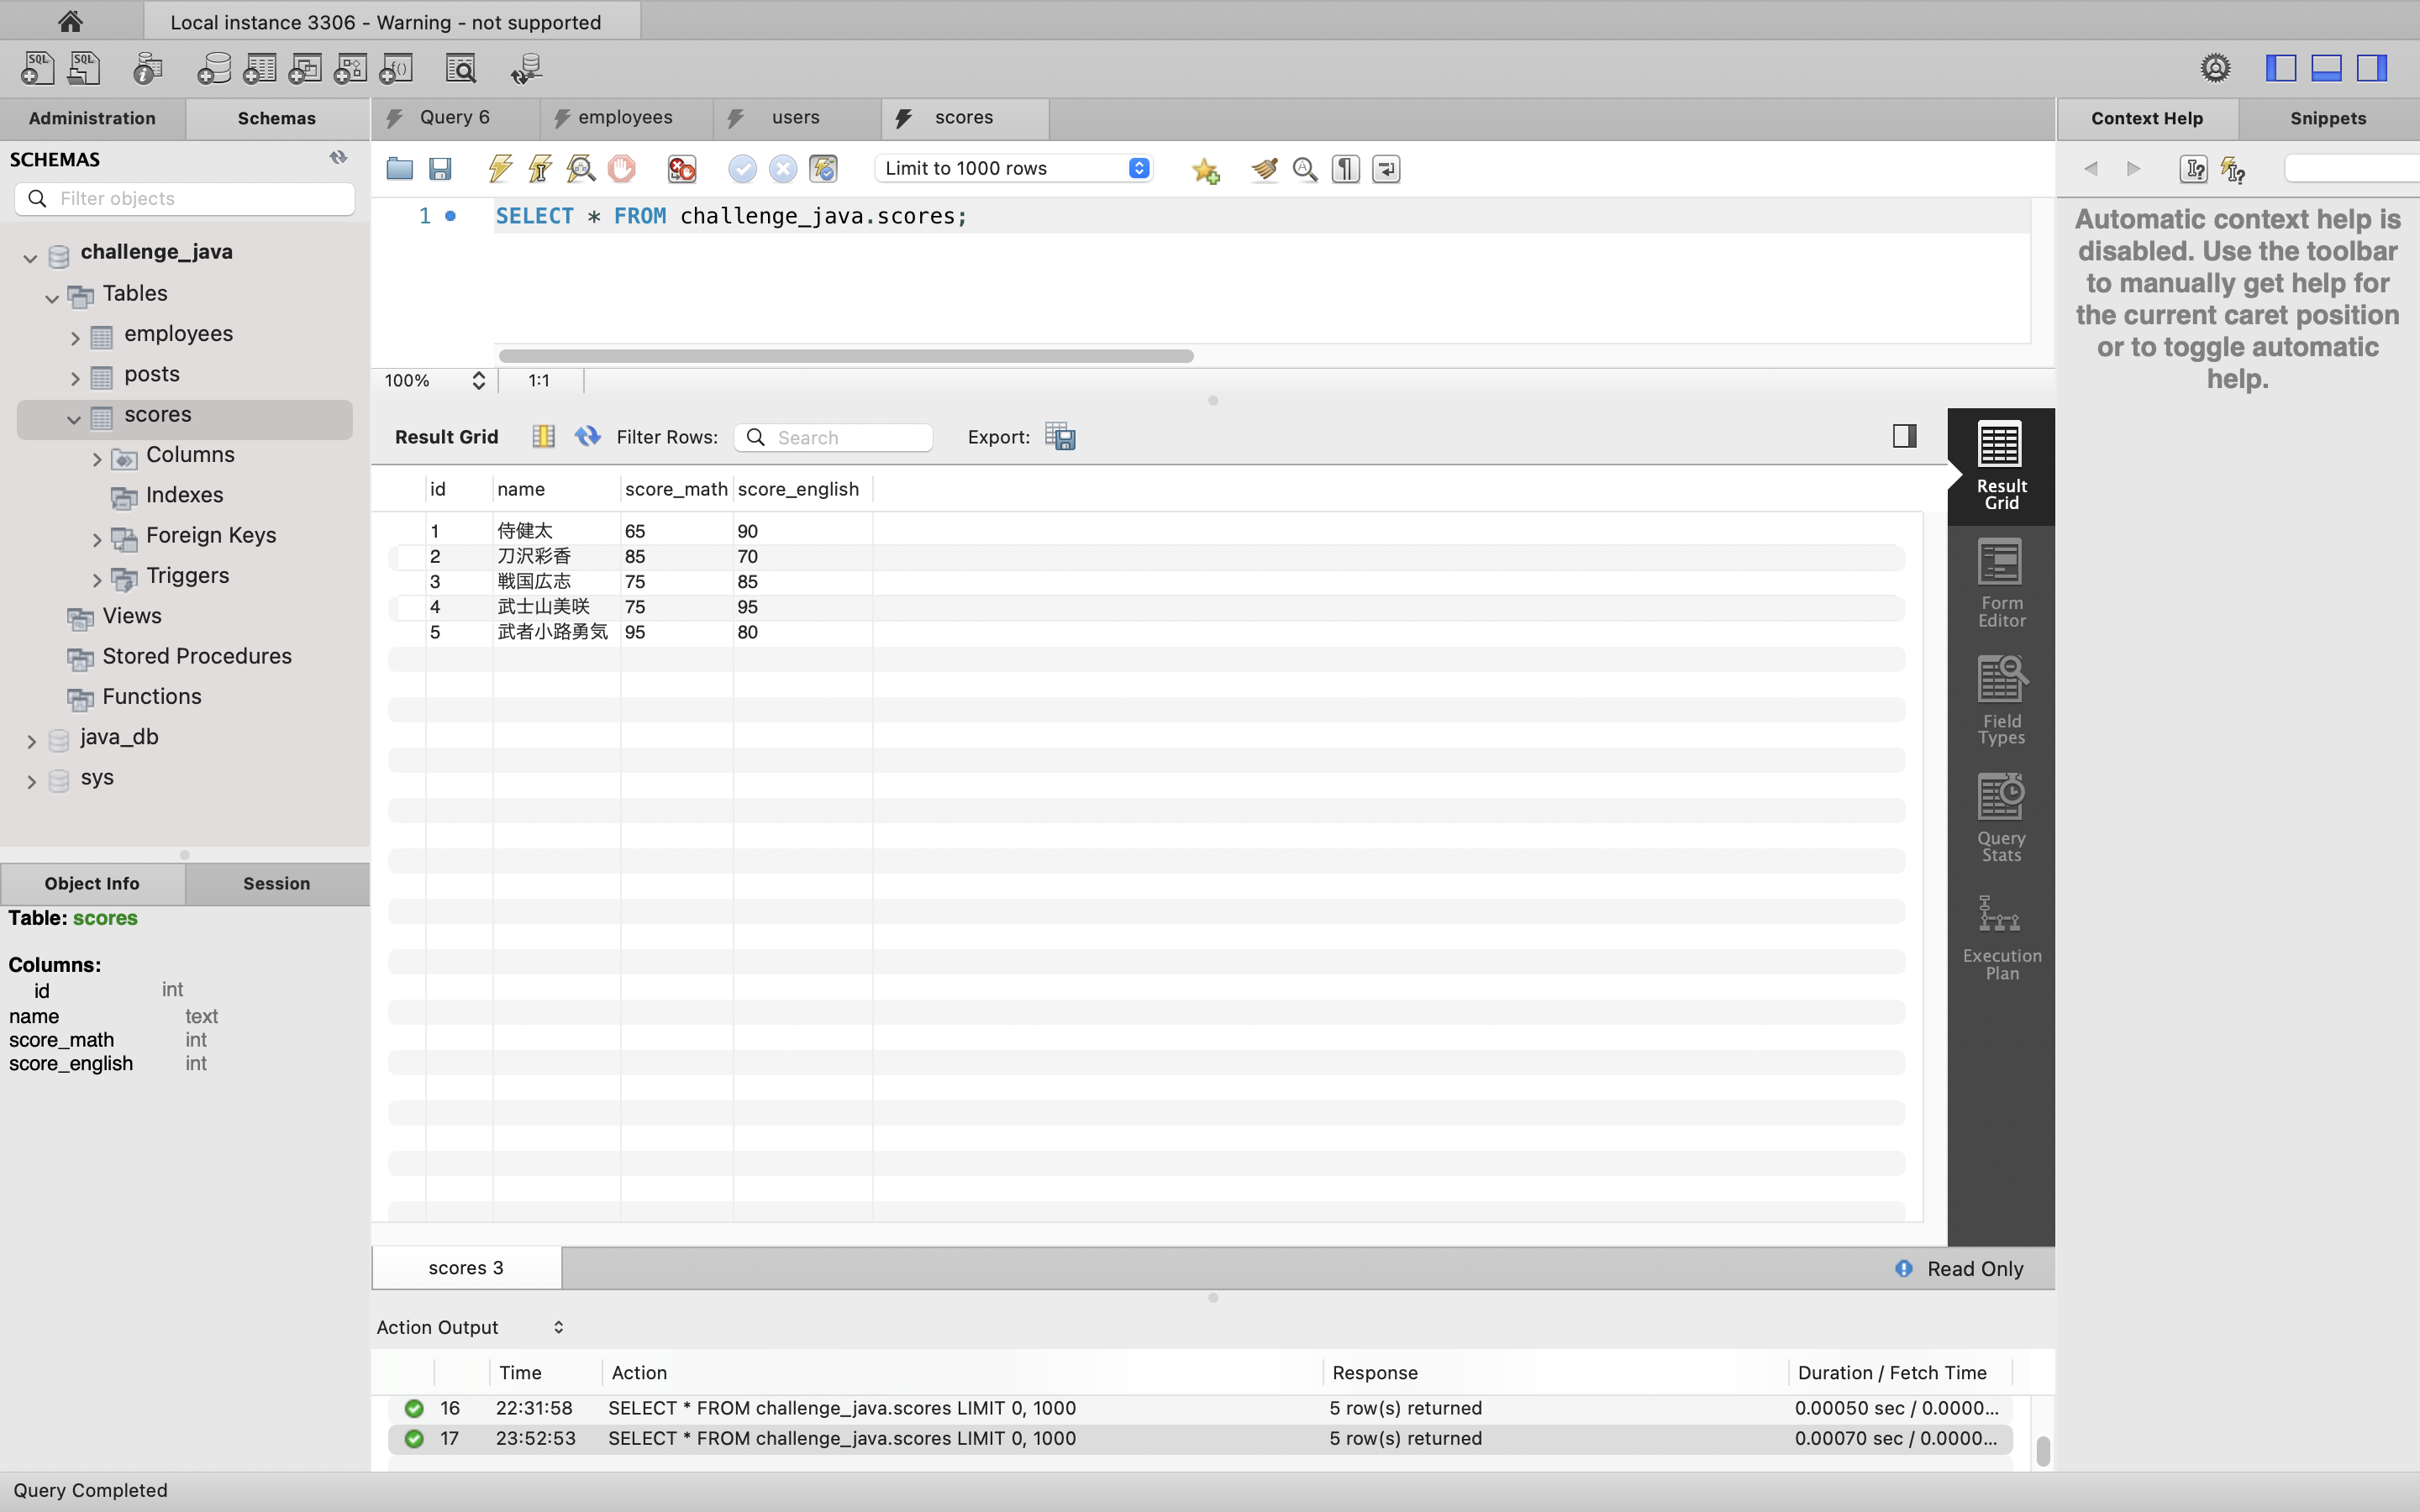 Local instance 3306 - Warning - not supported
Administration
Schemas
SCHEMAS
Filter objects
challenge_java
Tables
employees
posts
scores
Columns
Indexes
Foreign Keys
Triggers
Views
Stored Procedures
Functions
java_db
sys
Object Info
Session
Table: scores
Columns:
id int
name text
score_math int
score_english int
Query 6
employees
users
scores
Limit to 1000 rows
1 SELECT * FROM challenge_java.scores;
100% 1:1
Result Grid Filter Rows: Search Export:
id name score_math score_english
1 侍健太 65 90
2 刀沢彩香 85 70
3 戦国広志 75 85
4 武士山美咲 75 95
5 武者小路勇気 95 80
Result
Grid
Form
Editor
Field
Types
Query
Stats
Execution
Plan
scores 3
Read Only
Action Output
Time Action Response Duration / Fetch Time
16 22:31:58 SELECT * FROM challenge_java.scores LIMIT 0, 1000 5 row(s) returned 0.00050 sec / 0.0000...
17 23:52:53 SELECT * FROM challenge_java.scores LIMIT 0, 1000 5 row(s) returned 0.00070 sec / 0.0000...
Query Completed
Context Help
Snippets
Automatic context help is
disabled. Use the toolbar
to manually get help for
the current caret position
or to toggle automatic
help.